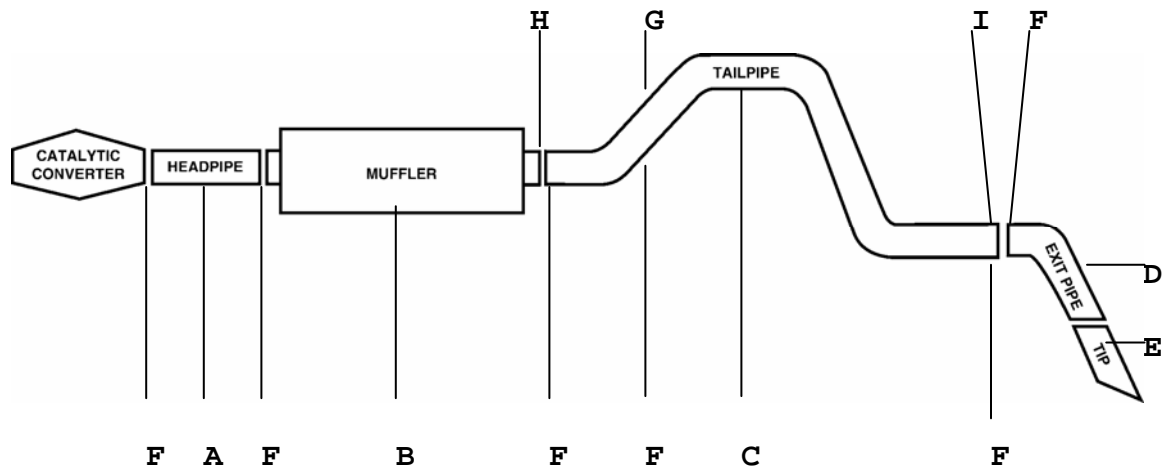 H G I F
TAILPIPE
CATALYTIC
CONVERTER
HEADPIPE
MUFFLER
EXIT PIPE
D
TIP
E
F A F B F F C F